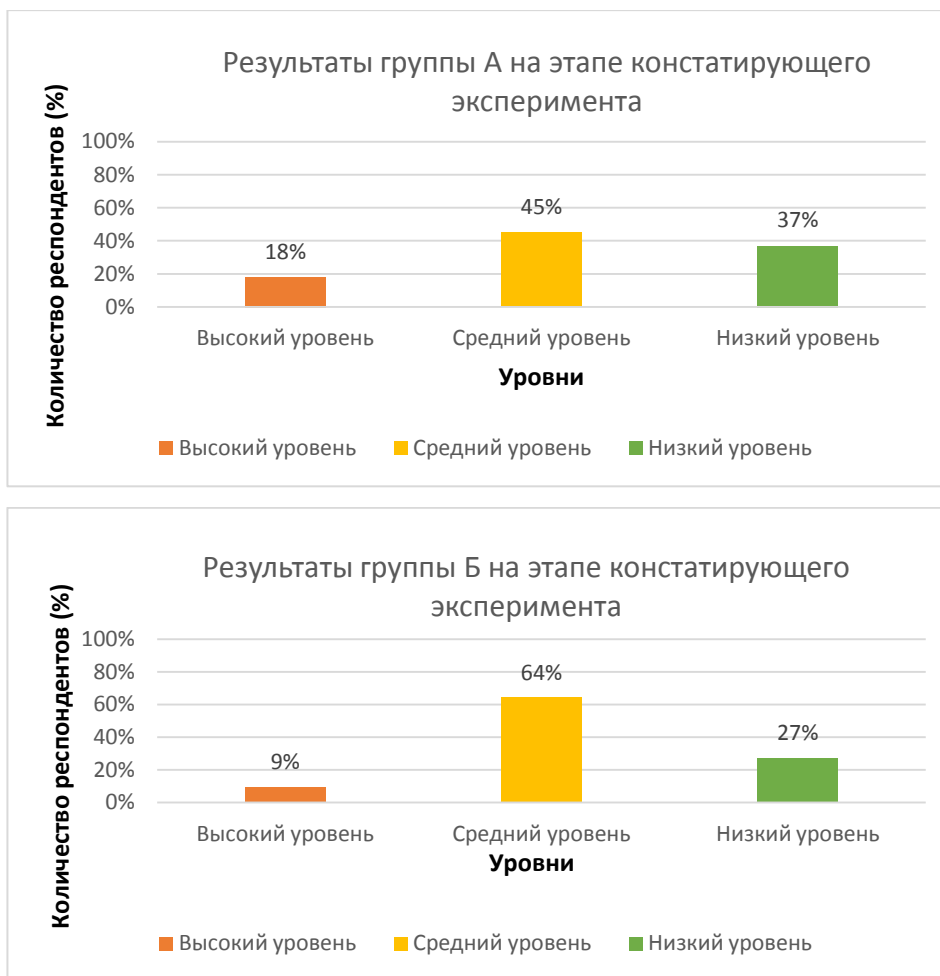 Результаты группы А на этапе констатирующего
эксперимента
Количество респондентов (%)
100%
80%
60%
40%
20%
0%
18%
45%
37%
Высокий уровень
Средний уровень
Низкий уровень
Уровни
Высокий уровень
Средний уровень
Низкий уровень
Результаты группы Б на этапе констатирующего
эксперимента
Количество респондентов (%)
100%
80%
60%
40%
20%
0%
9%
64%
27%
Высокий уровень
Средний уровень
Низкий уровень
Уровни
Высокий уровень
Средний уровень
Низкий уровень